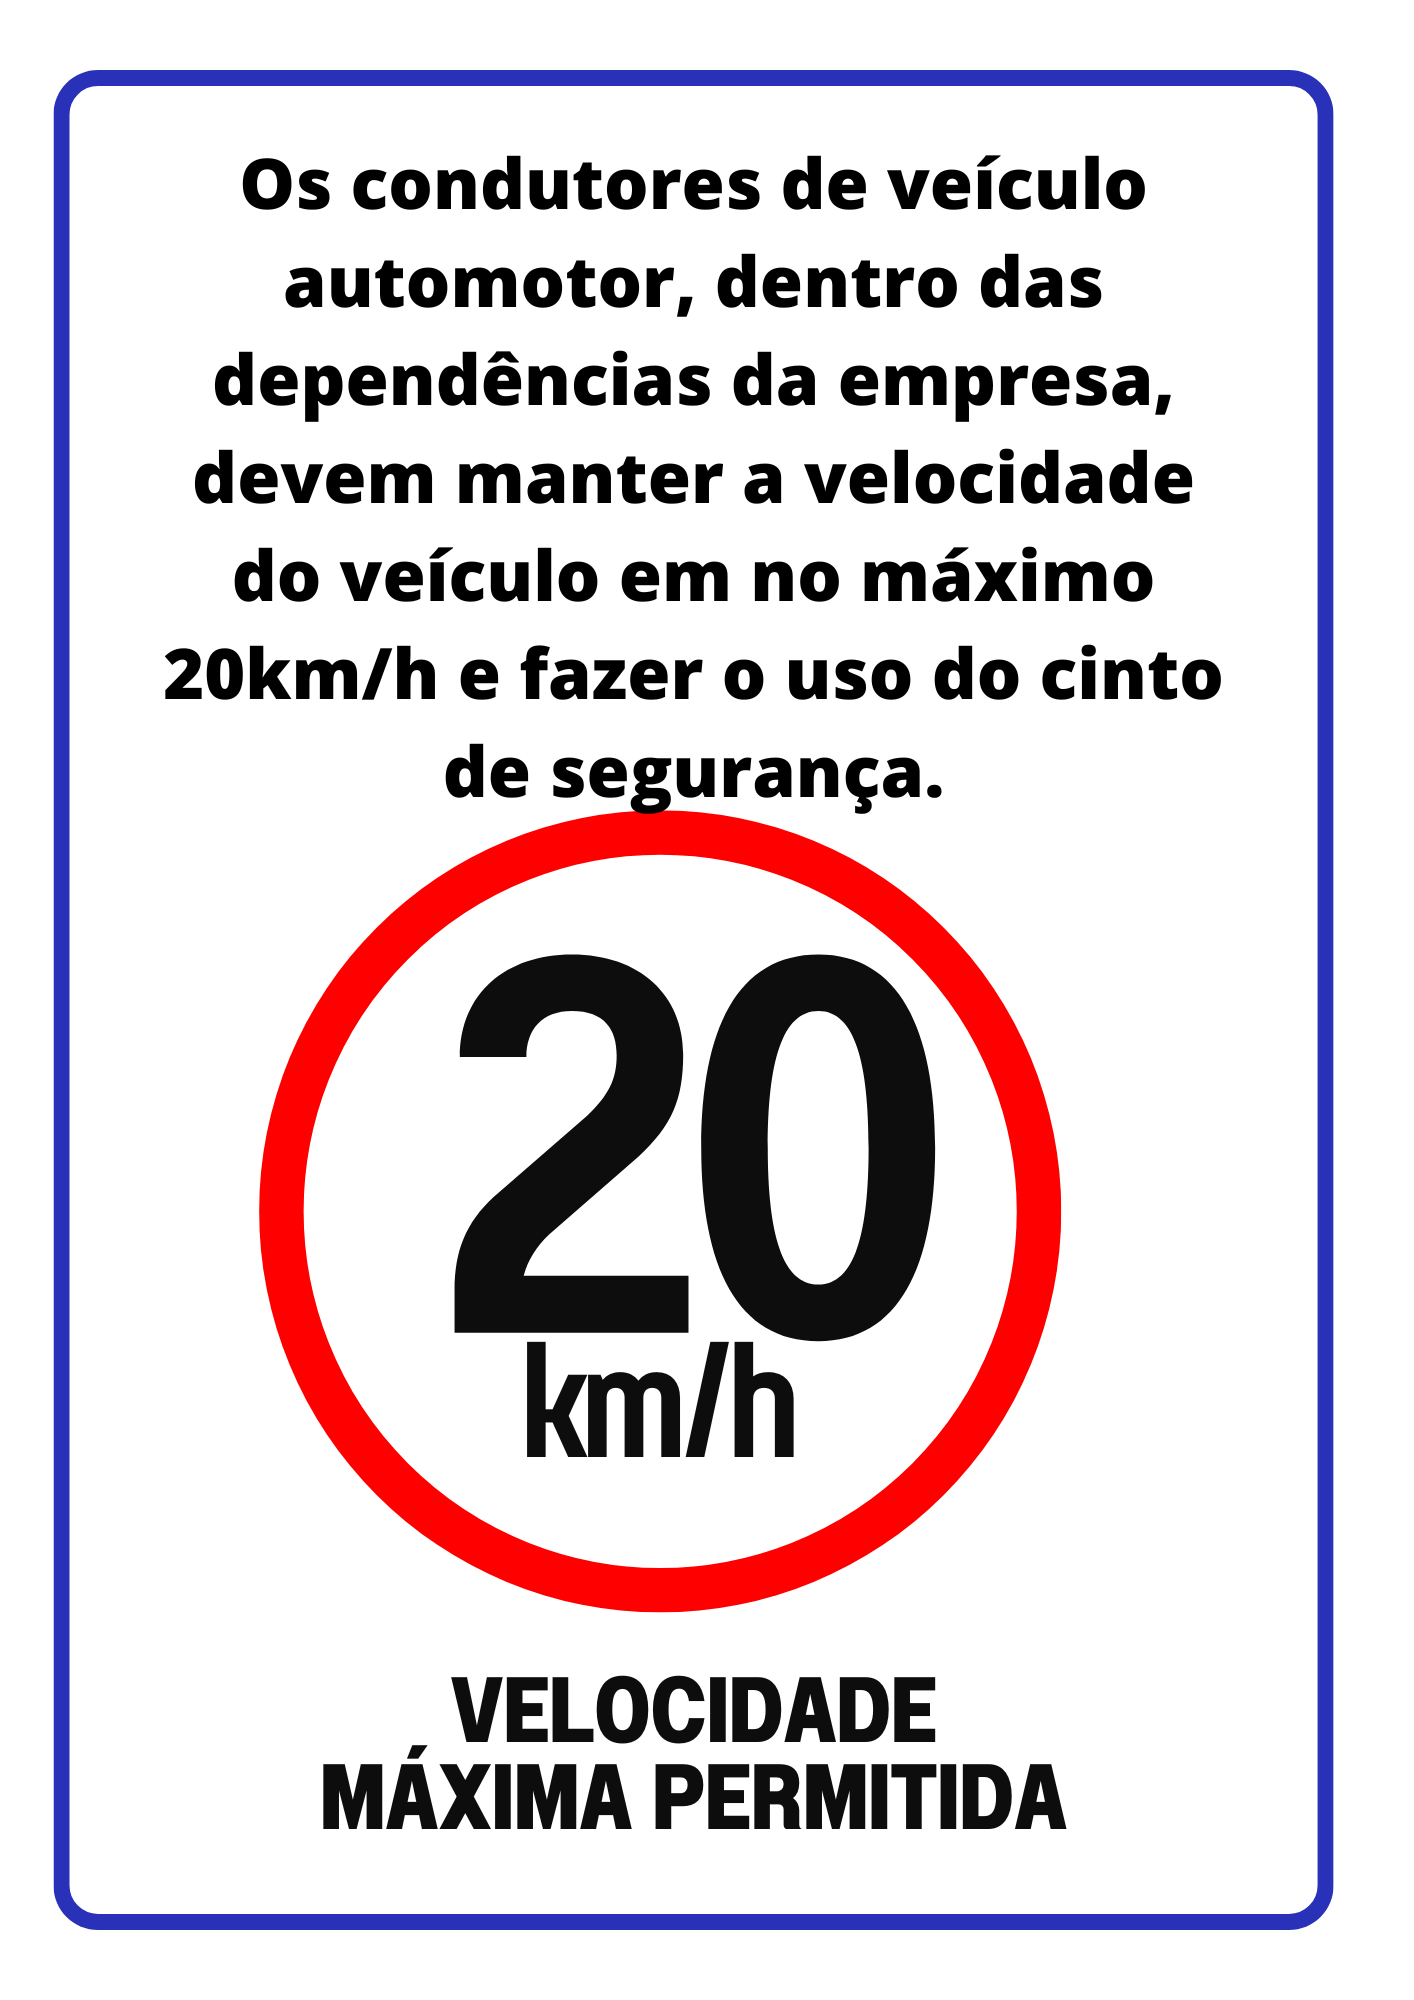 Os condutores de veículo
automotor, dentro das
dependências da empresa,
devem manter a velocidade
do veículo em no máximo
20km/h e fazer o uso do cinto
de segurança.
20
km/h
VELOCIDADE
MÁXIMA PERMITIDA